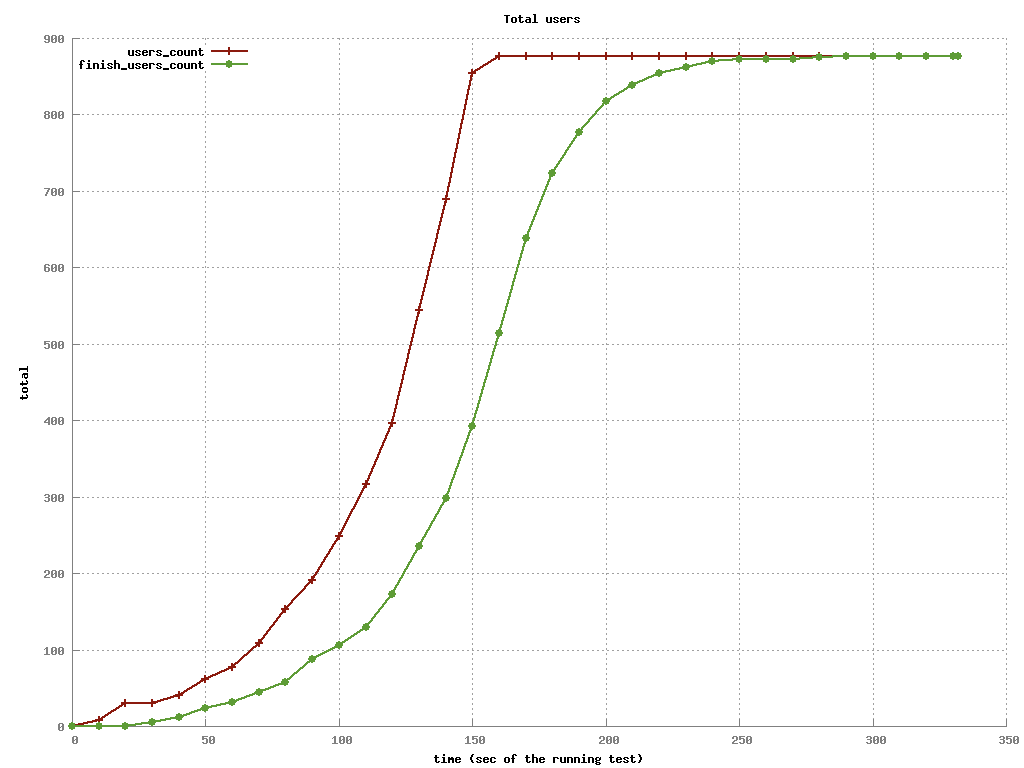 Total users
users_count
finish_users_count
900
800
700
600
500
400
300
200
100
0
total
0 50 100 150 200 250 300 350
time (sec of the running test)